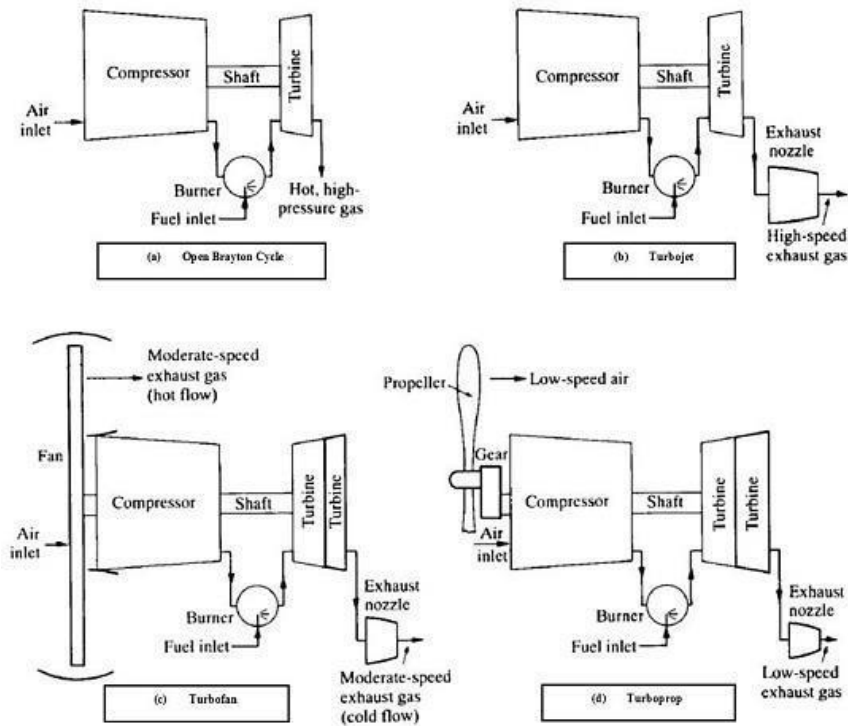 Compressor
Shaft
Turbine
Air
inlet
Burner
Fuel inlet
Hot, high-
pressure gas
(a) Open Brayton Cycle
Compressor
Shaft
Turbine
Air
inlet
Burner
Fuel inlet
Exhaust
nozzle
High-speed
exhaust gas
(b) Turbojet
Moderate-speed
exhaust gas
(hot flow)
Fan
Air
inlet
Compressor
Shaft
Turbine
Turbine
Burner
Fuel inlet
Exhaust
nozzle
Moderate-speed
exhaust gas
(cold flow)
(c) Turbofan
Propeller
Low-speed air
Gear
Air
inlet
Compressor
Shaft
Turbine
Turbine
Burner
Fuel inlet
Exhaust
nozzle
Low-speed
exhaust gas
(d) Turboprop